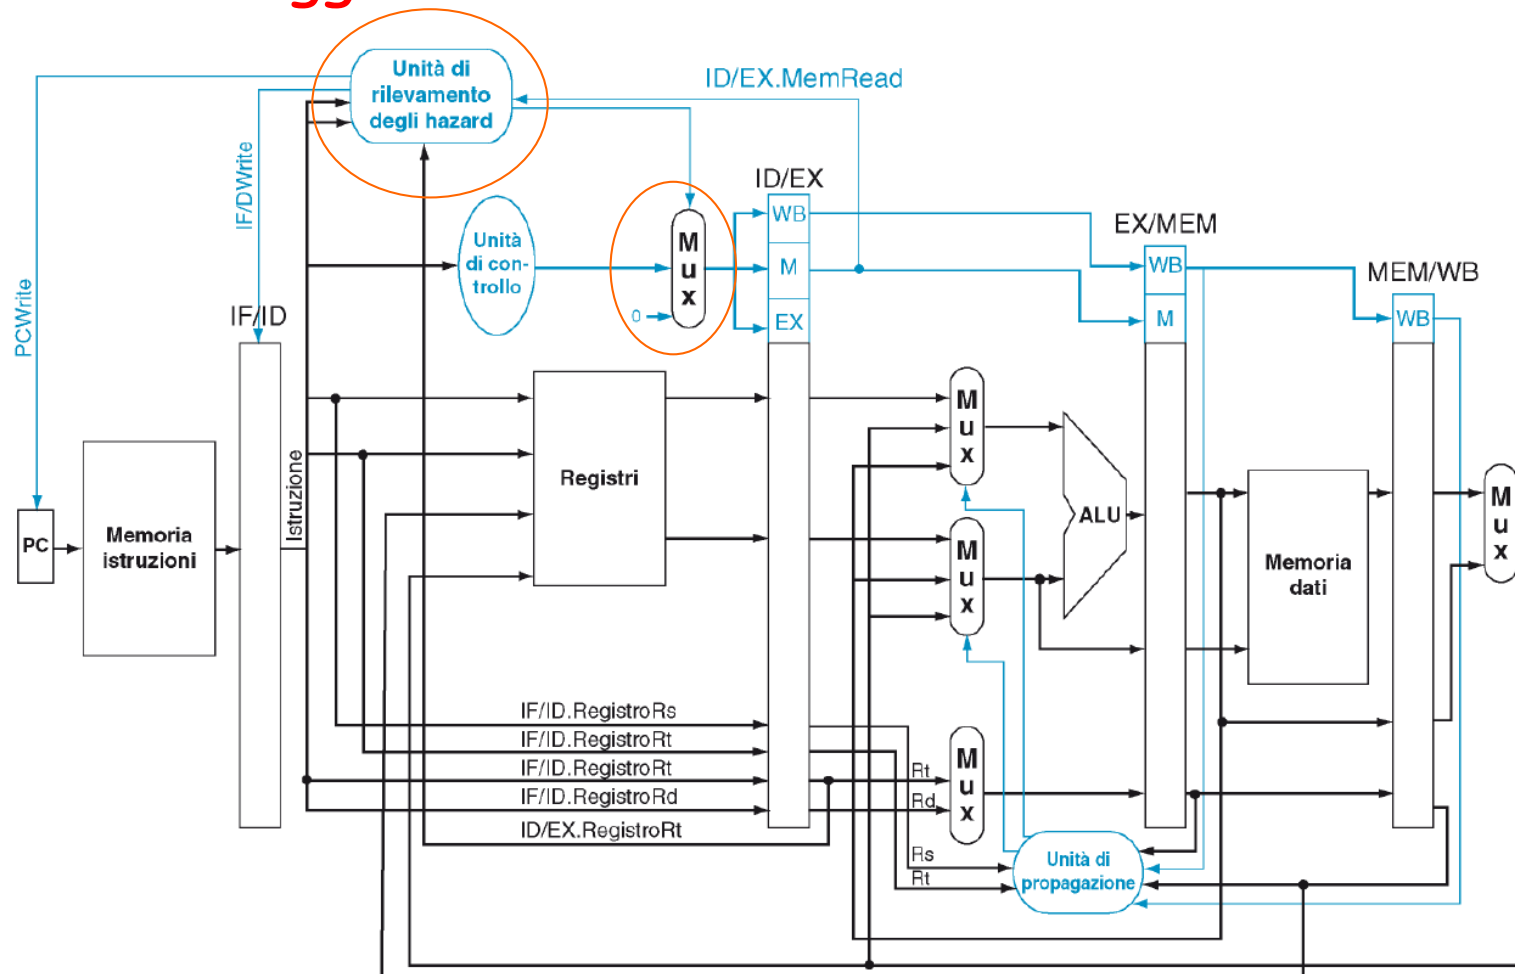 gg
Unità di
rilevamento
degli hazard
ID/EX.MemRead
IF/DWrite
PCWrite
ID/EX
WB
M
EX
Unità
di con-
trollo
M
u
x
0
EX/MEM
WB
M
MEM/WB
WB
IF/ID
Istruzione
PC
Memoria
istruzioni
Registri
M
u
x
M
u
x
ALU
Memoria
dati
M
u
x
IF/ID.RegistroRs
IF/ID.RegistroRt
IF/ID.RegistroRt
IF/ID.RegistroRd
ID/EX.RegistroRt
Rt
Rd
M
u
x
Rs
Rt
Unità di
propagazione